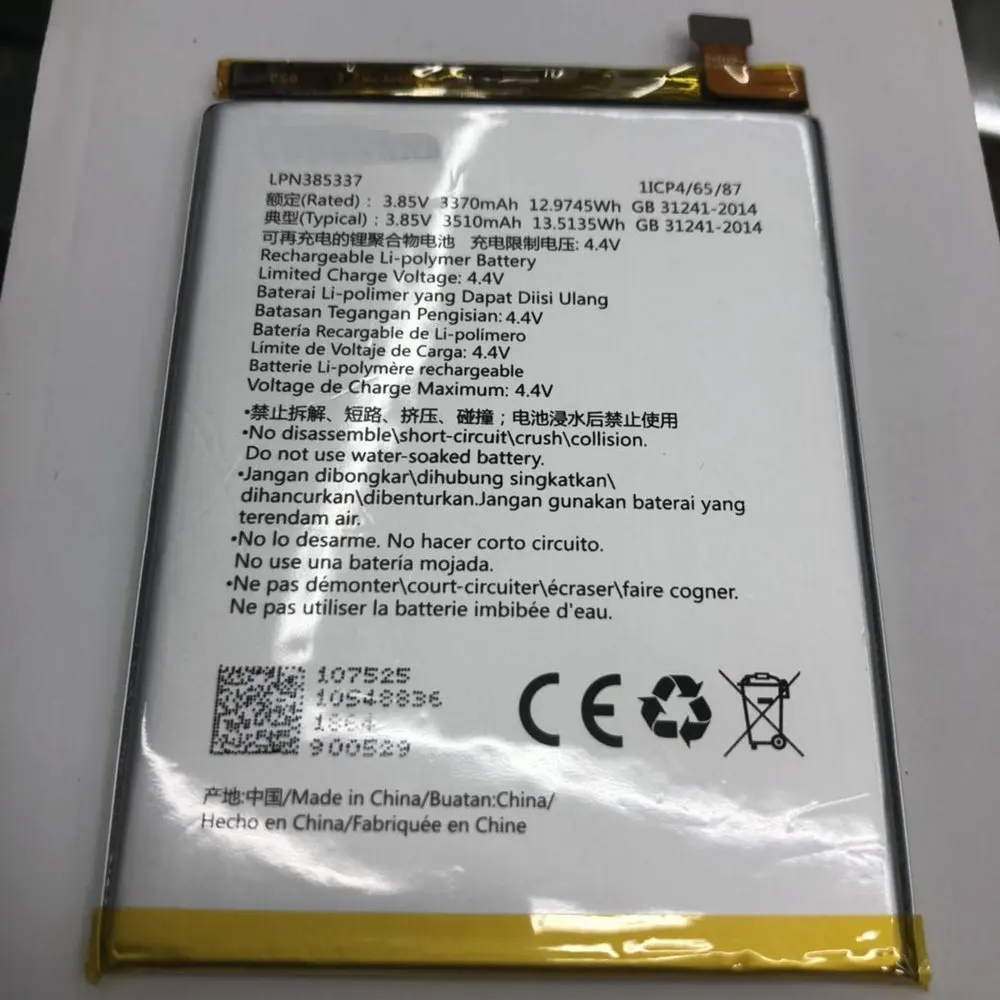 LPN385337
1ICP4/65/87
额定(Rated) : 3.85V 3370mAh 12.9745Wh GB 31241-2014
典型(Typical) : 3.85V 3510mAh 13.5135Wh GB 31241-2014
可再充电的锂聚合物电池 充电限制电压: 4.4V
Rechargeable Li-polymer Battery
Limited Charge Voltage: 4.4V
Baterai Li-polimer yang Dapat Diisi Ulang
Batasan Tegangan Pengisian: 4.4V
Batería Recargable de Li-polímero
Límite de Voltaje de Carga: 4.4V
Batterie Li-polymère rechargeable
Voltage de Charge Maximum: 4.4V
•禁止拆解、短路、挤压、碰撞；电池浸水后禁止使用
•No disassemble\short-circuit\crush\collision.
Do not use water-soaked battery.
•Jangan dibongkar\dihubung singkatkan\
dihancurkan\dibenturkan.Jangan gunakan baterai yang
terendam air.
•No lo desarme. No hacer corto circuito.
No use una batería mojada.
•Ne pas démonter\court-circuiter\écraser\faire cogner.
Ne pas utiliser la batterie imbibée d'eau.
107525
10548836
900529
CE
产地:中国/Made in China/Buatan:China/
Hecho en China/Fabriquée en Chine